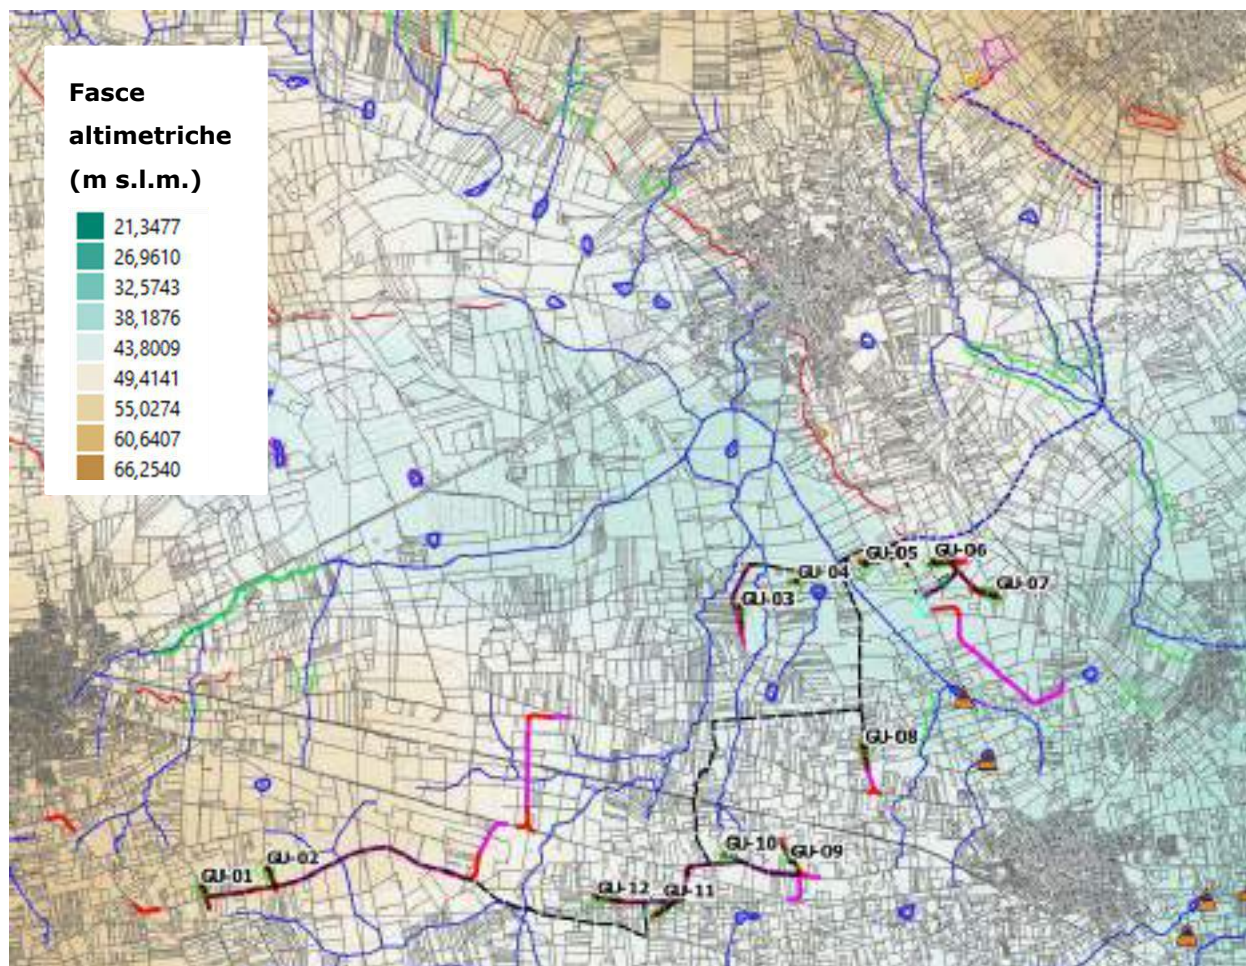 Fasce
altimetriche
(m s.l.m.)
21,3477
26,9610
32,5743
38,1876
43,8009
49,4141
55,0274
60,6407
66,2540
GU-05
GU-06
GU-04
GU-07
GU-03
GU-08
GU-10
GU-09
GU-02
GU-01
GU-12
GU-11